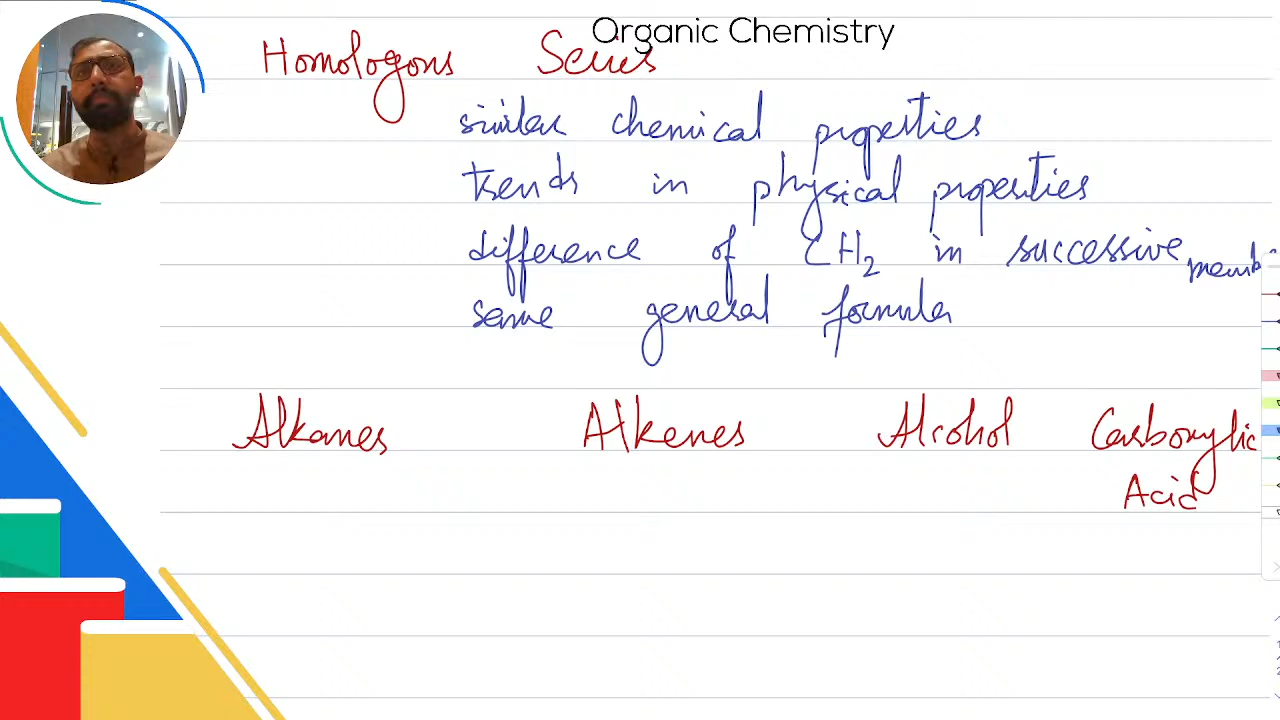 Organic Chemistry
Homologous Series
similar chemical properties
trends in physical properties
difference of CH2 in successive memb
same general formula
Alkanes Alkenes Alcohol Carboxylic
Acid